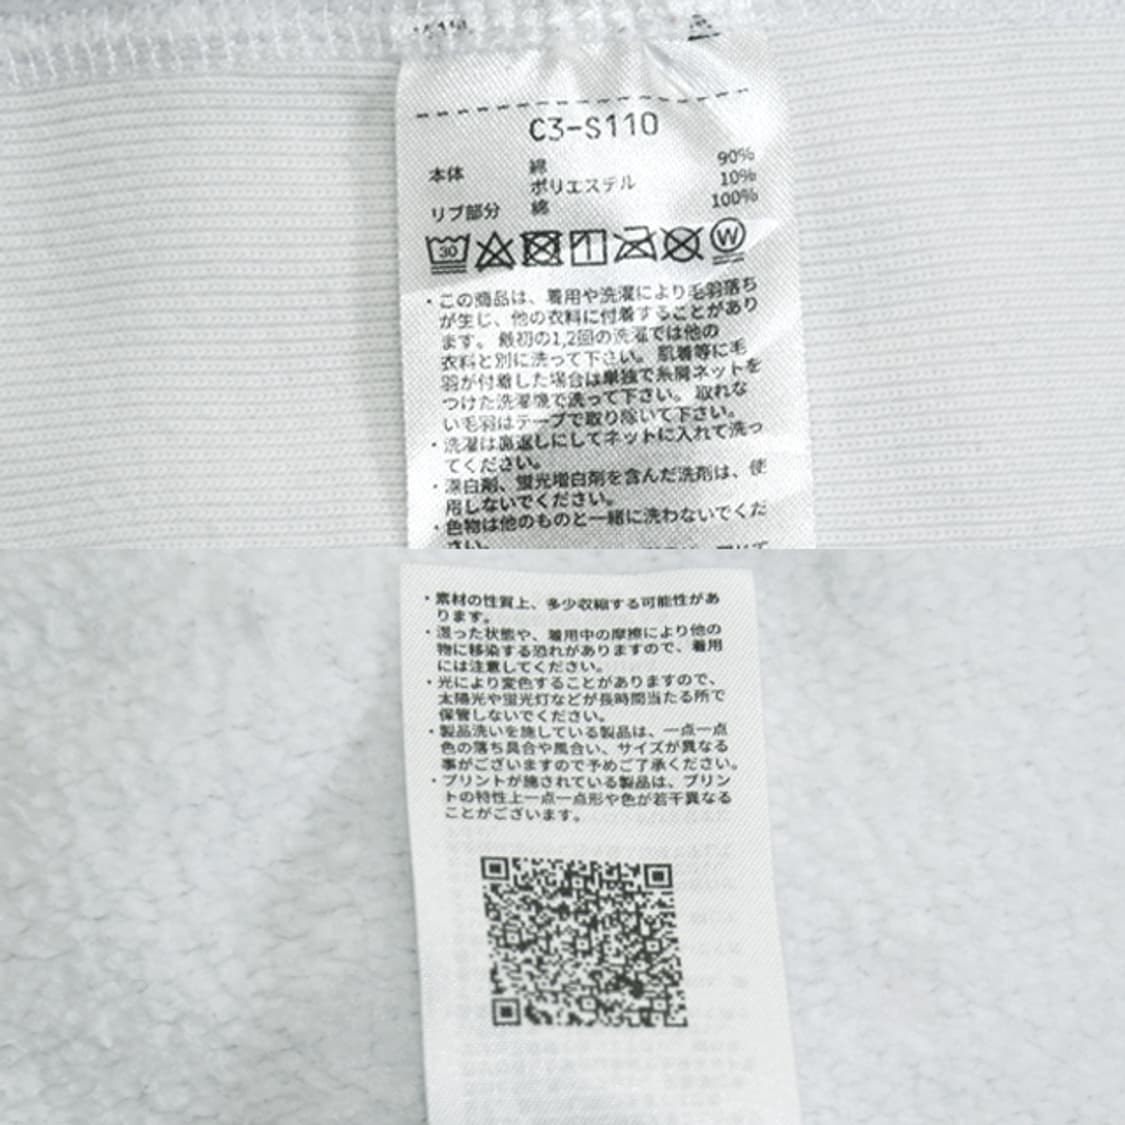 C3-S110
本体 綿 90%
ポリエステル 10%
リブ部分 綿 100%
30 W
・この商品は、着用や洗濯により毛羽落ち
が生じ、他の衣料に付着することがあり
ます。最初の1,2回の洗濯では他の
衣料と別に洗って下さい。肌着等に毛
羽が付着した場合は単独で糸屑ネットを
つけた洗濯機で洗って下さい。取れな
い毛羽はテープで取り除いて下さい。
・洗濯は裏返しにしてネットに入れて洗っ
てください。
・漂白剤、蛍光増白剤を含んだ洗剤は、使
用しないでください。
・色物は他のものと一緒に洗わないでくだ
さい。
・素材の性質上、多少収縮する可能性があ
ります。
・湿った状態や、着用中の摩擦により他の
物に移染する恐れがありますので、着用
には注意してください。
・光により変色することがありますので、
太陽光や蛍光灯などが長時間当たる所で
保管しないでください。
・製品洗いを施している製品は、一点一点
色の落ち具合や風合い、サイズが異なる
事がございますので予めご了承ください。
・プリントが施されている製品は、プリン
トの特性上一点一点形や色が若干異なる
ことがございます。